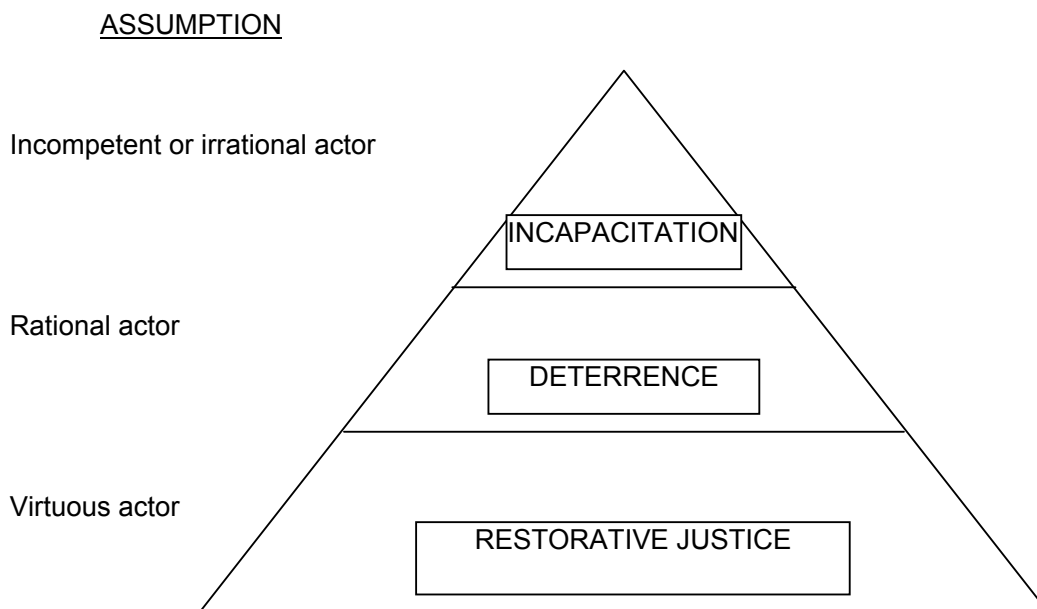 ASSUMPTION
Incompetent or irrational actor
INCAPACITATION
Rational actor
DETERRENCE
Virtuous actor
RESTORATIVE JUSTICE